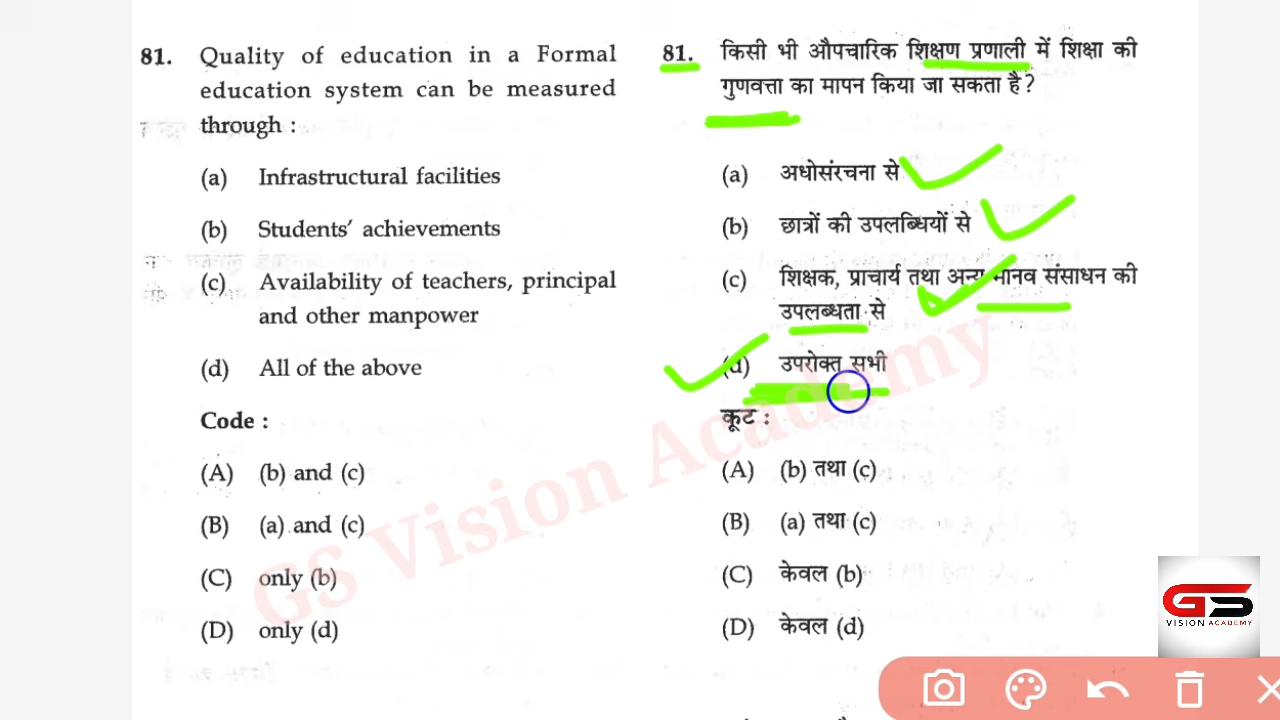 81. Quality of education in a Formal
education system can be measured
through :
(a) Infrastructural facilities
(b) Students' achievements
(c) Availability of teachers, principal
and other manpower
(d) All of the above
Code :
(A) (b) and (c)
(B) (a) and (c)
(C) only (b)
(D) only (d)
81. किसी भी औपचारिक शिक्षण प्रणाली में शिक्षा की
गुणवत्ता का मापन किया जा सकता है?
(a) अधोसंरचना से
(b) छात्रों की उपलब्धियों से
(c) शिक्षक, प्राचार्य तथा अन्य मानव संसाधन की
उपलब्धता से
(d) उपरोक्त सभी
कूट :
(A) (b) तथा (c)
(B) (a) तथा (c)
(C) केवल (b)
(D) केवल (d)
GS Vision Academy
GS
VISION ACADEMY